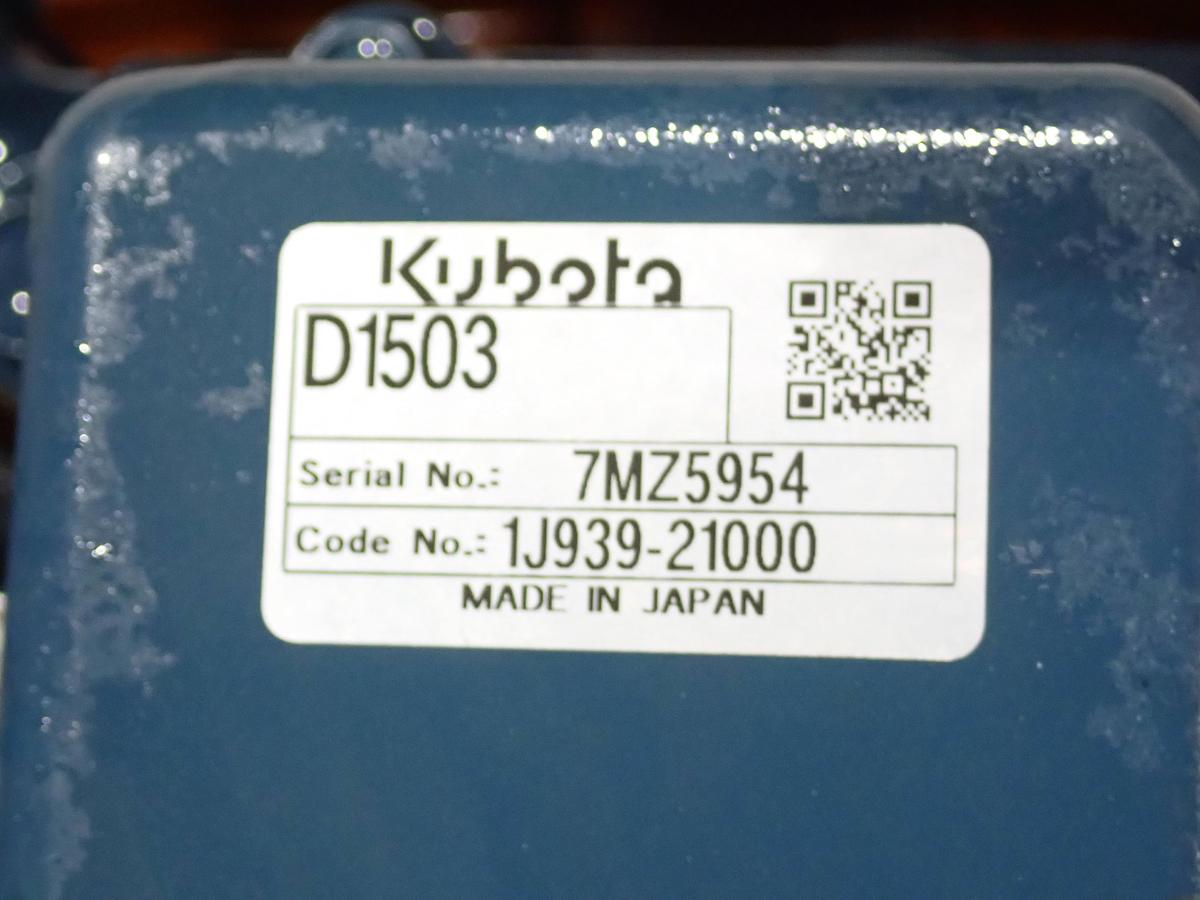 Kubota
D1503
Serial No.: 7MZ5954
Code No.: 1J939-21000
MADE IN JAPAN